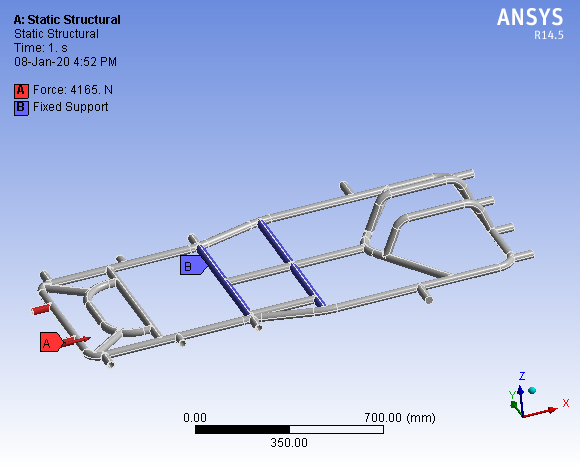 A: Static Structural
Static Structural
Time: 1. s
08-Jan-20 4:52 PM
A Force: 4165. N
B Fixed Support
ANSYS
R14.5
B
A
0.00 700.00 (mm)
350.00
Z
Y
X